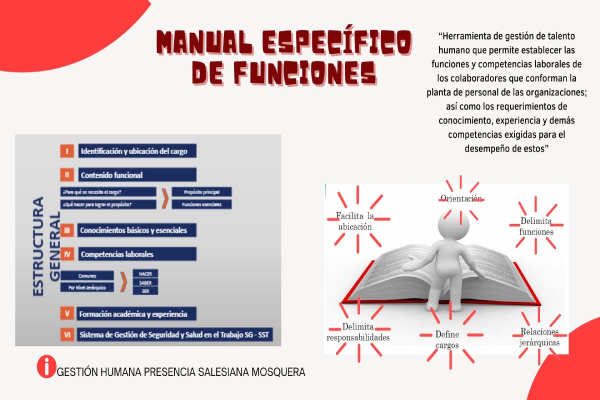 MANUAL ESPECÍFICO
DE FUNCIONES
“Herramienta de gestión de talento
humano que permite establecer las
funciones y competencias laborales de
los colaboradores que conforman la
planta de personal de las organizaciones;
así como los requerimientos de
conocimiento, experiencia y demás
competencias exigidas para el
desempeño de estos”
ESTRUCTURA
GENERAL
I Identificación y ubicación del cargo
II Contenido funcional
¿Para qué se necesita el cargo?
¿Qué hacer para lograr el propósito?
Propósito principal
Funciones esenciales
III Conocimientos básicos y esenciales
IV Competencias laborales
Comunes
Por Nivel Jerárquico
HACER
SABER
SER
V Formación académica y experiencia
VI Sistema de Gestión de Seguridad y Salud en el Trabajo SG - SST
Orientación
Facilita la
ubicación
Delimita
funciones
Delimita
responsabilidades
Define
cargos
Relaciones
jerárquicas
i GESTIÓN HUMANA PRESENCIA SALESIANA MOSQUERA